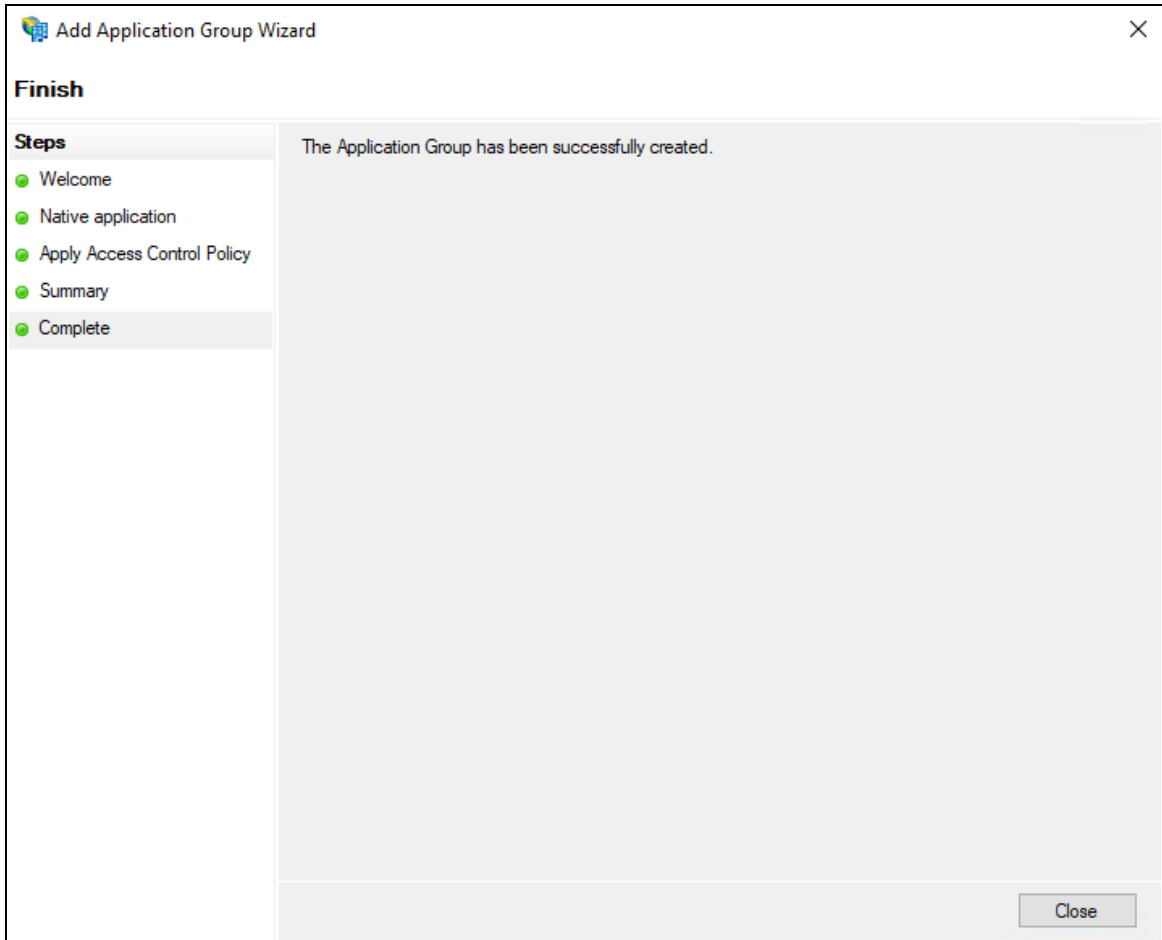 Add Application Group Wizard
Finish
Steps
Welcome
Native application
Apply Access Control Policy
Summary
Complete
The Application Group has been successfully created.
Close